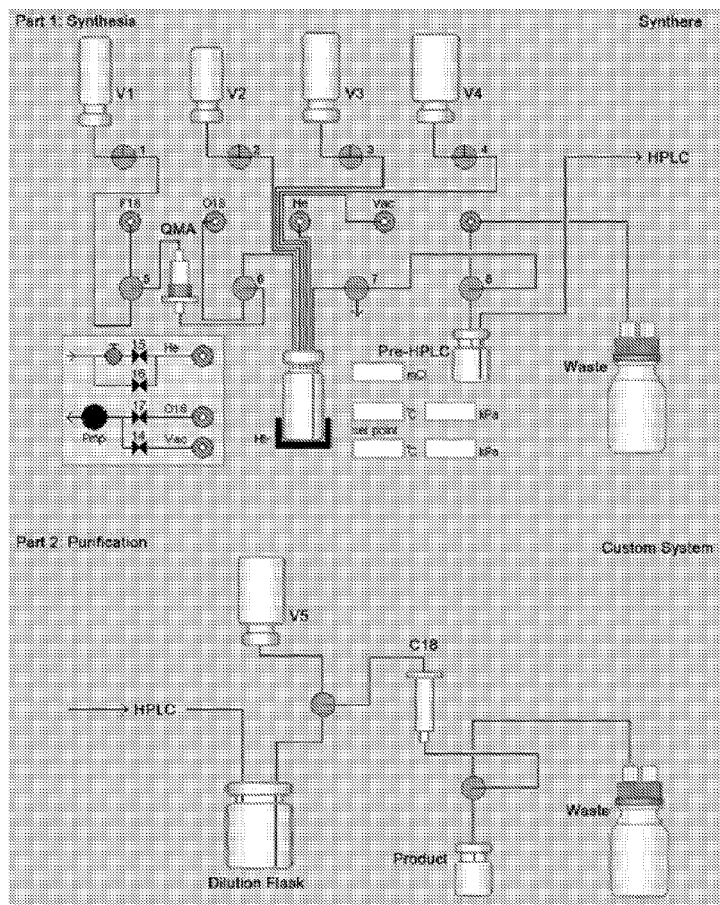 Part 1: Synthesis
Synthera
V1
V2
V3
V4
1
2
3
4
HPLC
F18
O18
He
Vac
QMA
5
6
7
8
Pre-HPLC
mCi
Waste
15
He
16
17
O18
Pmp
14
Vac
°C
kPa
set point
°C
kPa
Part 2: Purification
Custom System
V5
C18
HPLC
Waste
Product
Dilution Flask